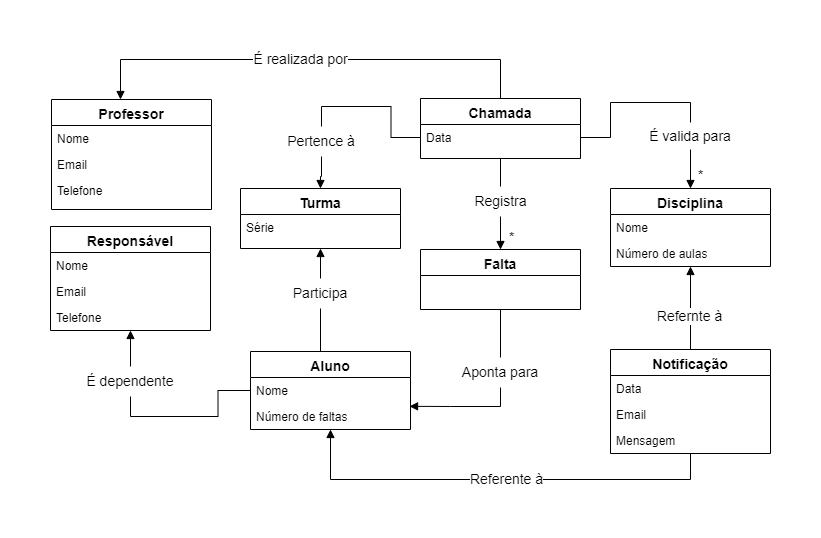 É realizada por
Professor
Nome
Email
Telefone
Chamada
Data
Pertence à
É valida para
*
Turma
Série
Registra
*
Disciplina
Nome
Número de aulas
Responsável
Nome
Email
Telefone
Falta
Participa
Refernte à
Aluno
Nome
Número de faltas
É dependente
Aponta para
Notificação
Data
Email
Mensagem
Referente à